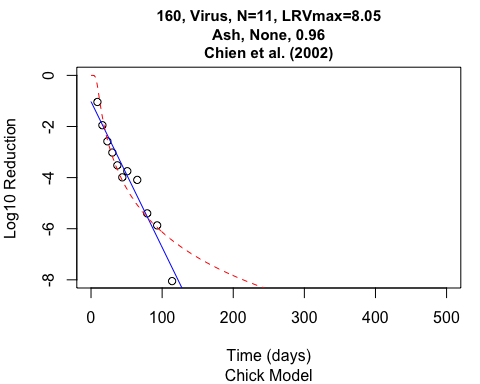 160, Virus, N=11, LRVmax=8.05
Ash, None, 0.96
Chien et al. (2002)
Log10 Reduction
0
-2
-4
-6
-8
0 100 200 300 400 500
Time (days)
Chick Model